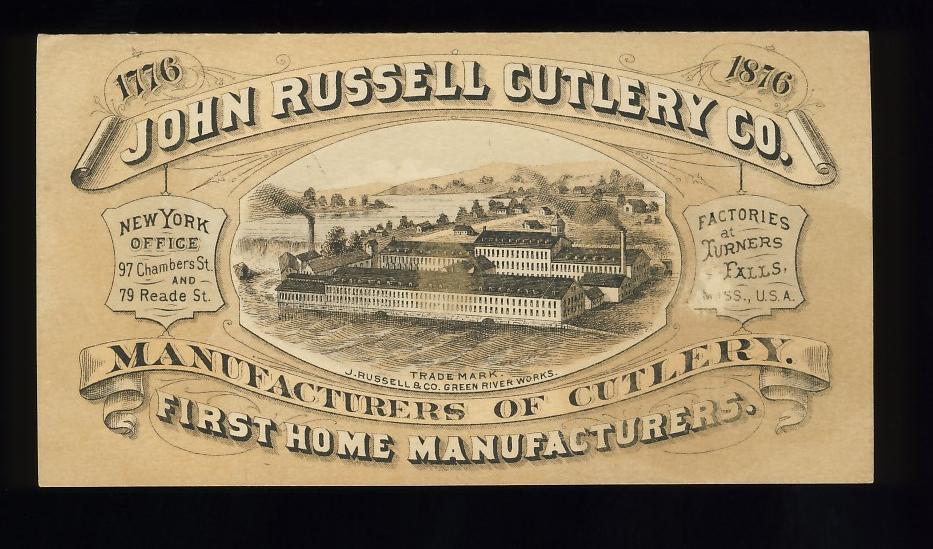 1776
1876
JOHN RUSSELL CUTLERY CO.
NEW YORK
OFFICE
97 Chambers St.
AND
79 Reade St.
FACTORIES
at
TURNERS
FALLS,
MASS., U.S.A.
TRADE MARK.
J. RUSSELL & CO. GREEN RIVER WORKS.
MANUFACTURERS OF CUTLERY.
FIRST HOME MANUFACTURERS.